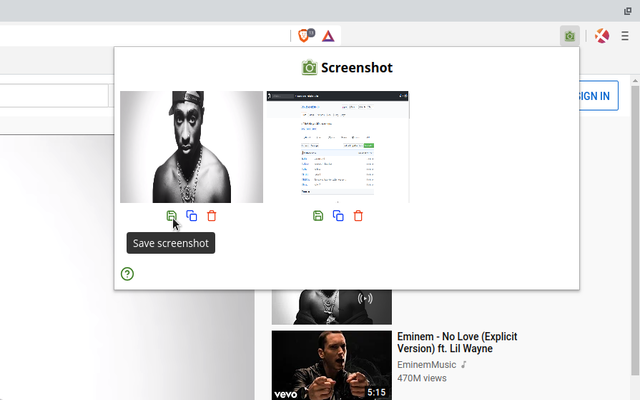 13
Screenshot
SIGN IN
Save screenshot
Eminem - No Love (Explicit
Version) ft. Lil Wayne
EminemMusic
470M views
vevo
5:15